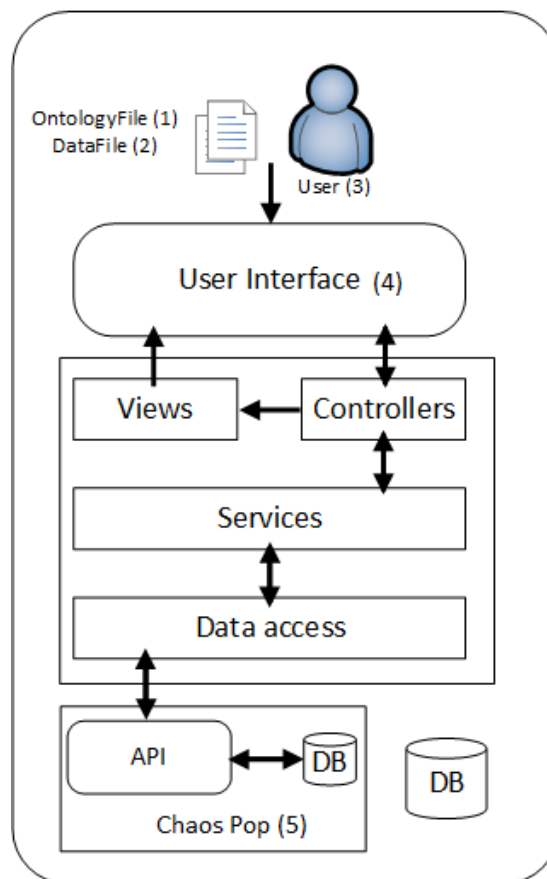 OntologyFile (1)
DataFile (2)
User (3)
User Interface (4)
Views
Controllers
Services
Data access
API
DB
Chaos Pop (5)
DB